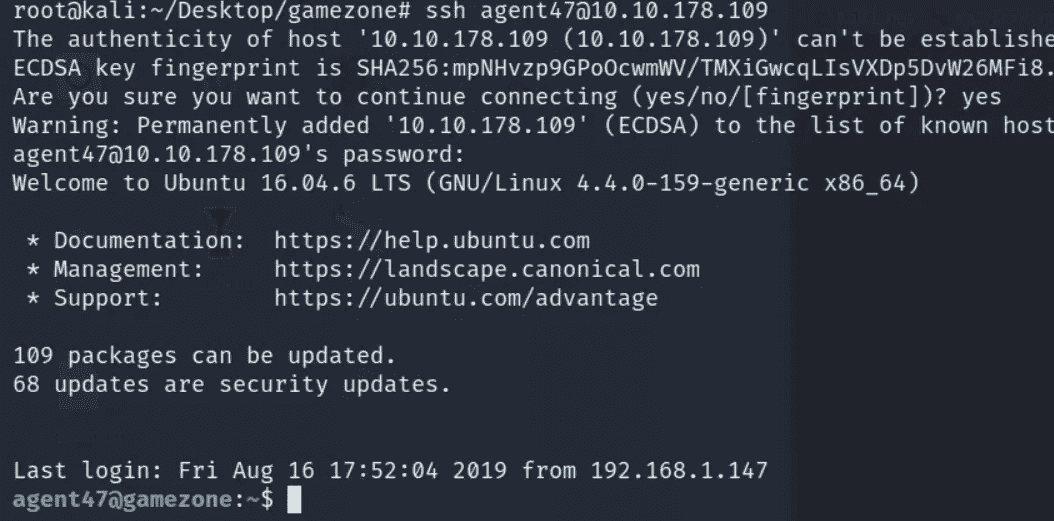 root@kali:~/Desktop/gamezone# ssh agent47@10.10.178.109
The authenticity of host '10.10.178.109 (10.10.178.109)' can't be establishe
ECDSA key fingerprint is SHA256:mpNHvzp9GPoOcwmWV/TMXiGwcqLIsVXDp5DvW26MFi8.
Are you sure you want to continue connecting (yes/no/[fingerprint])? yes
Warning: Permanently added '10.10.178.109' (ECDSA) to the list of known host
agent47@10.10.178.109's password:
Welcome to Ubuntu 16.04.6 LTS (GNU/Linux 4.4.0-159-generic x86_64)
* Documentation: https://help.ubuntu.com
* Management: https://landscape.canonical.com
* Support: https://ubuntu.com/advantage
109 packages can be updated.
68 updates are security updates.
Last login: Fri Aug 16 17:52:04 2019 from 192.168.1.147
agent47@gamezone:~$